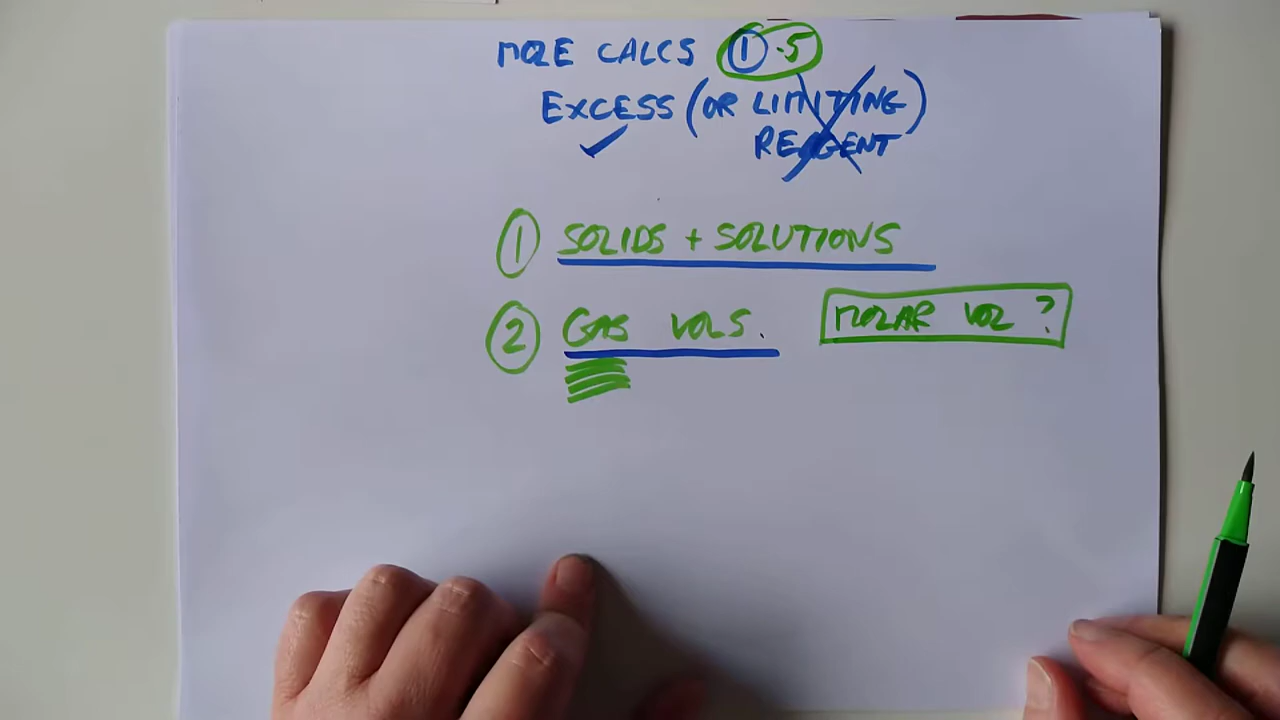 MOLE CALCS 1.5
EXCESS (OR LIMITING)
REAGENT
1 SOLIDS + SOLUTIONS
2 GAS VOLS. MOLAR VOL ?